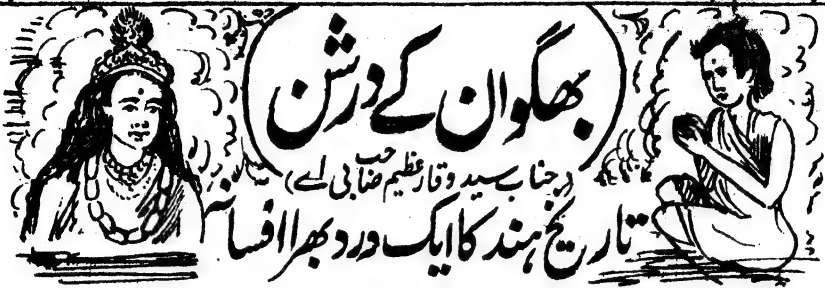 بھگوان کے درشن
(جناب سید وقار عظیم صاحب بی اے)
تاریخ ہند کا ایک درد بھرا افسانہ